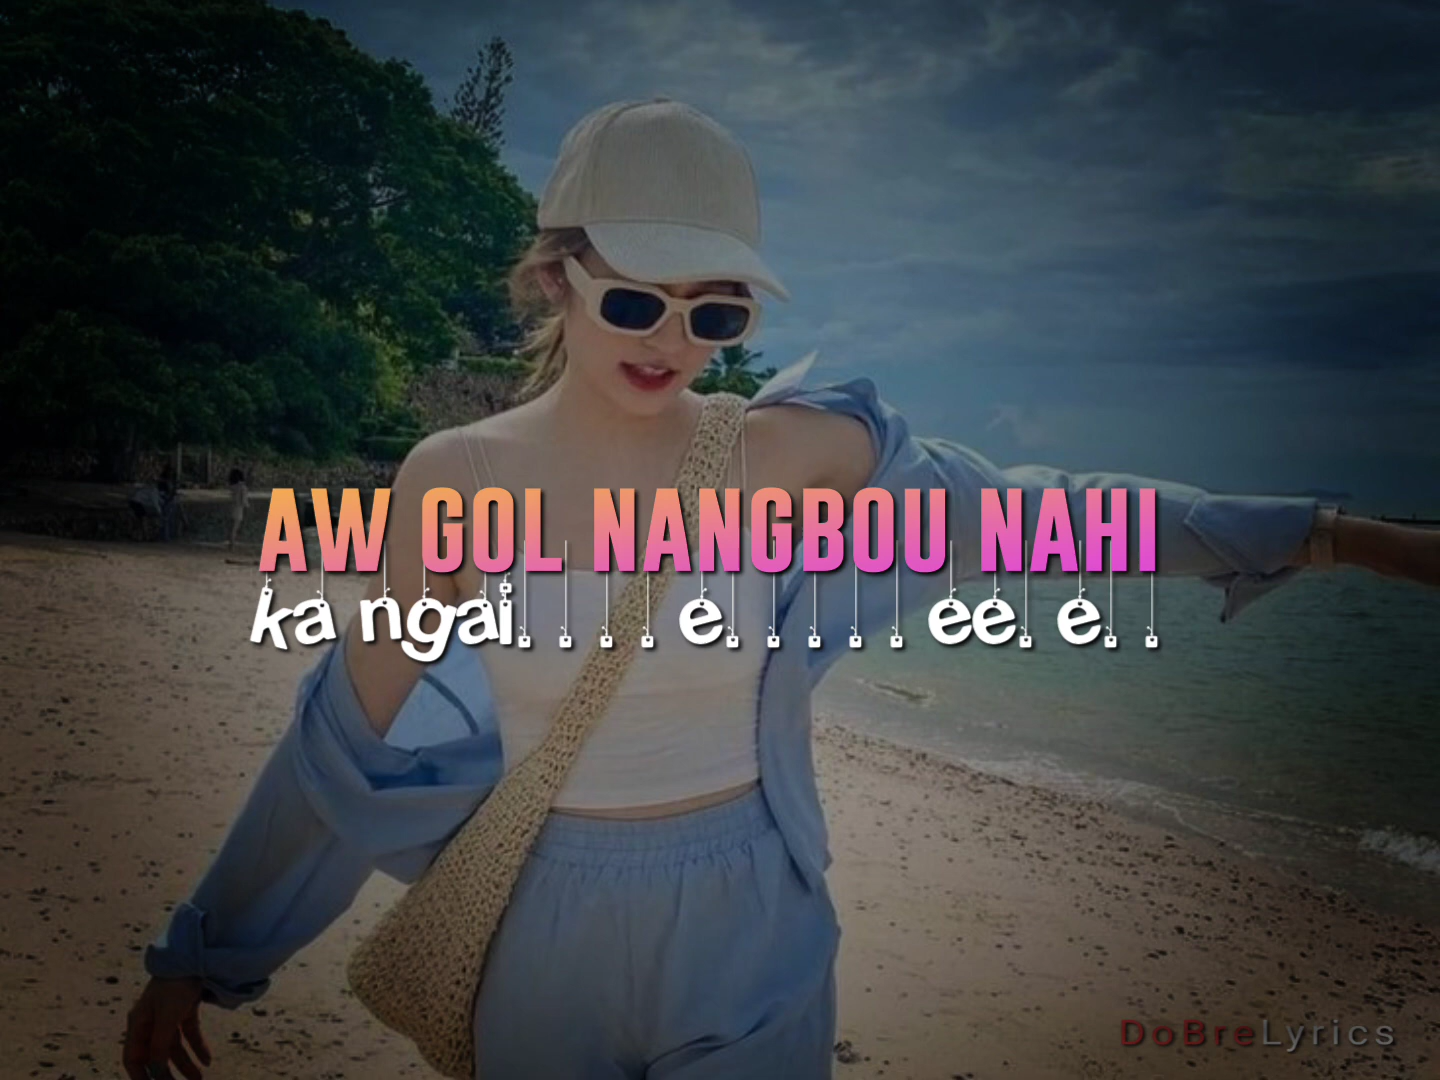 AW GOL NANGBOU NAHI
ka ngai. . . . e. . . . . ee. e. .
DoBreLyrics